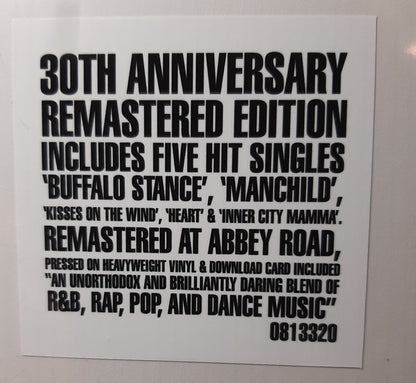 30TH ANNIVERSARY
REMASTERED EDITION
INCLUDES FIVE HIT SINGLES
‘BUFFALO STANCE’, ‘MANCHILD’,
‘KISSES ON THE WIND’, ‘HEART’ & ‘INNER CITY MAMMA’.
REMASTERED AT ABBEY ROAD,
PRESSED ON HEAVYWEIGHT VINYL & DOWNLOAD CARD INCLUDED
"AN UNORTHODOX AND BRILLIANTLY DARING BLEND OF
R&B, RAP, POP, AND DANCE MUSIC”
0813320